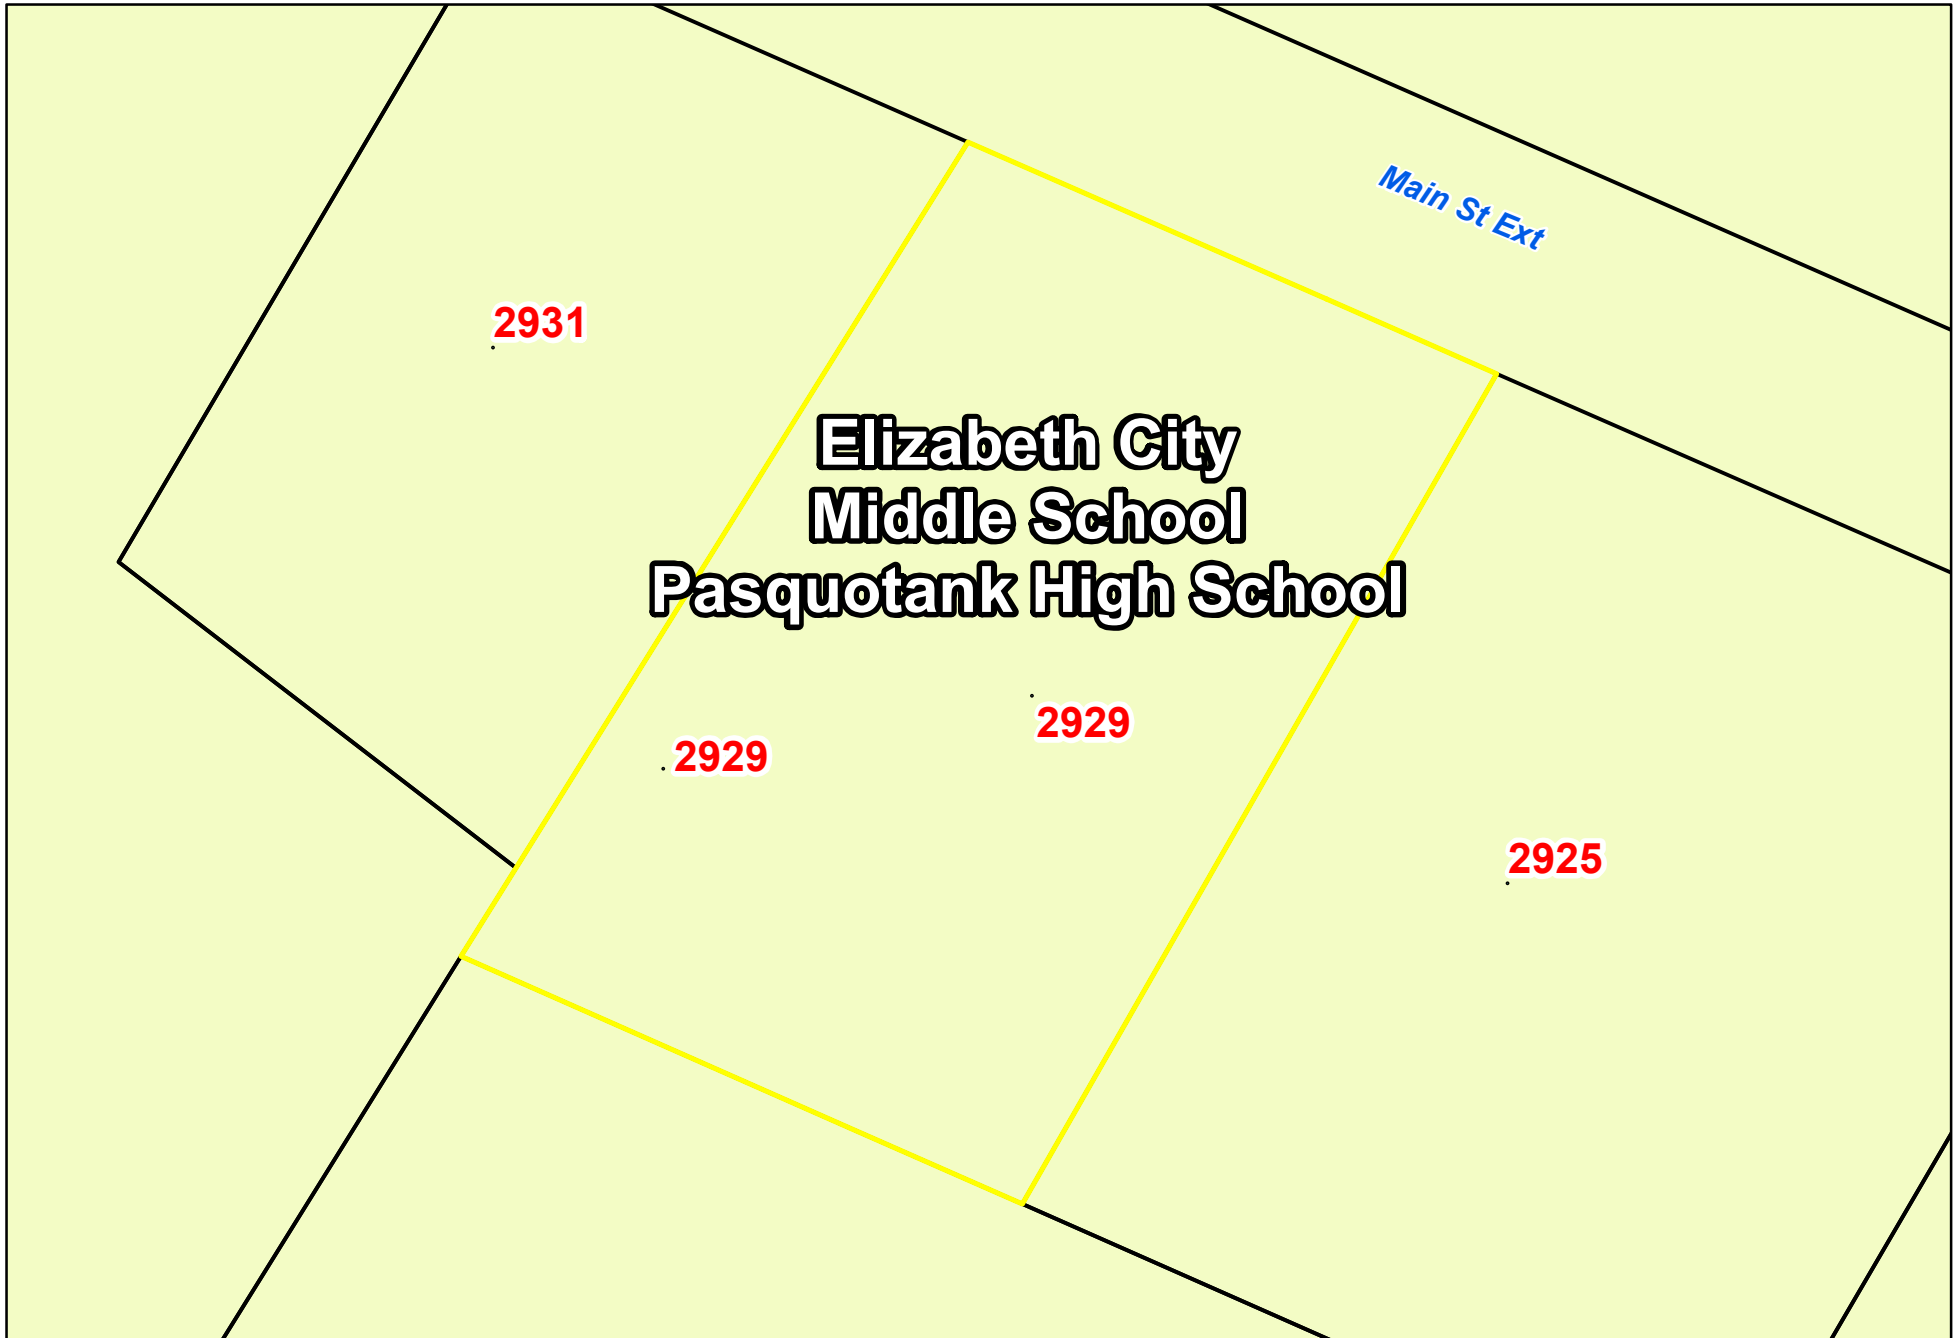 Main St Ext
2931
Elizabeth City
Middle School
Pasquotank High School
2929
2929
2925